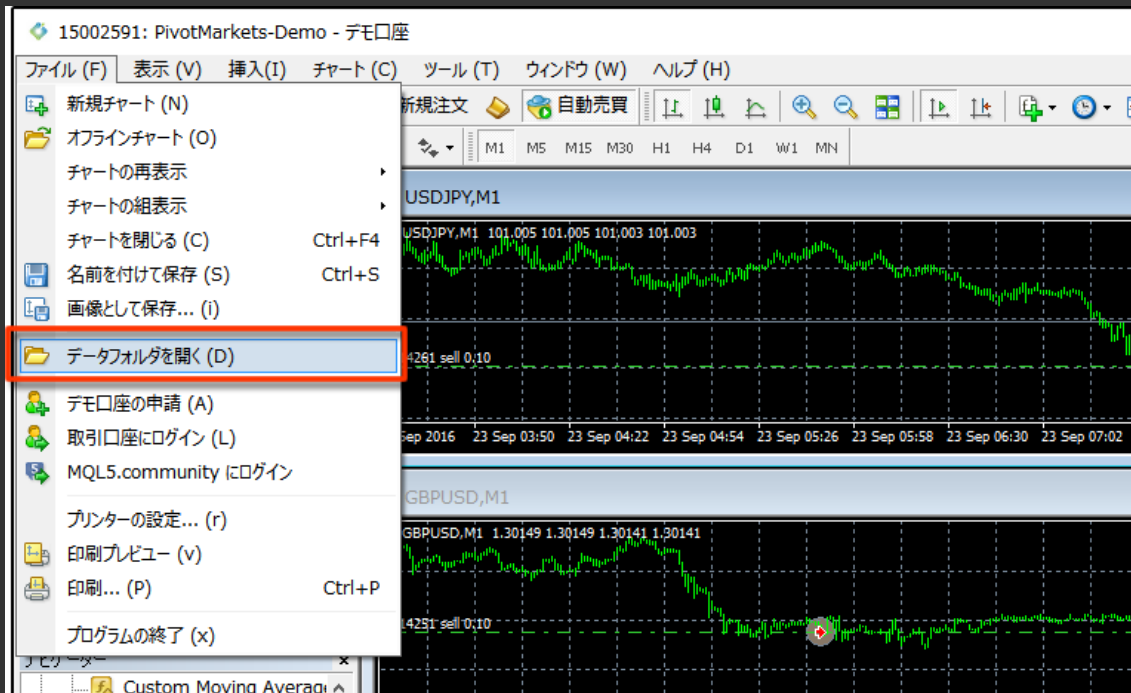 15002591: PivotMarkets-Demo - デモ口座
ファイル (F) 表示 (V) 挿入(I) チャート (C) ツール (T) ウィンドウ (W) ヘルプ (H)
新規チャート (N)
新規注文 自動売買
オフラインチャート (O)
M1 M5 M15 M30 H1 H4 D1 W1 MN
チャートの再表示
チャートの組表示
USDJPY,M1
チャートを閉じる (C) Ctrl+F4
USDJPY,M1 101.005 101.005 101.003 101.003
名前を付けて保存 (S) Ctrl+S
画像として保存... (i)
データフォルダを開く (D)
4261 sell 0.10
デモ口座の申請 (A)
取引口座にログイン (L)
Sep 2016 23 Sep 03:50 23 Sep 04:22 23 Sep 04:54 23 Sep 05:26 23 Sep 05:58 23 Sep 06:30 23 Sep 07:02
MQL5.community にログイン
GBPUSD,M1
プリンターの設定... (r)
GBPUSD,M1 1.30149 1.30149 1.30141 1.30141
印刷プレビュー (v)
印刷... (P) Ctrl+P
14251 sell 0.10
プログラムの終了 (x)
ナビゲーター
Custom Moving Average